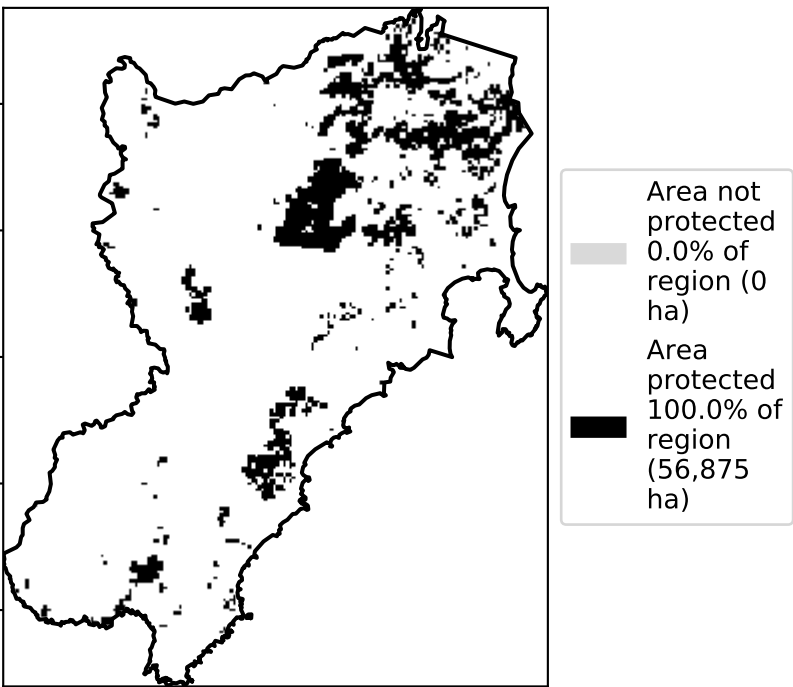 Area not
protected
0.0% of
region (0
ha)
Area
protected
100.0% of
region
(56,875
ha)